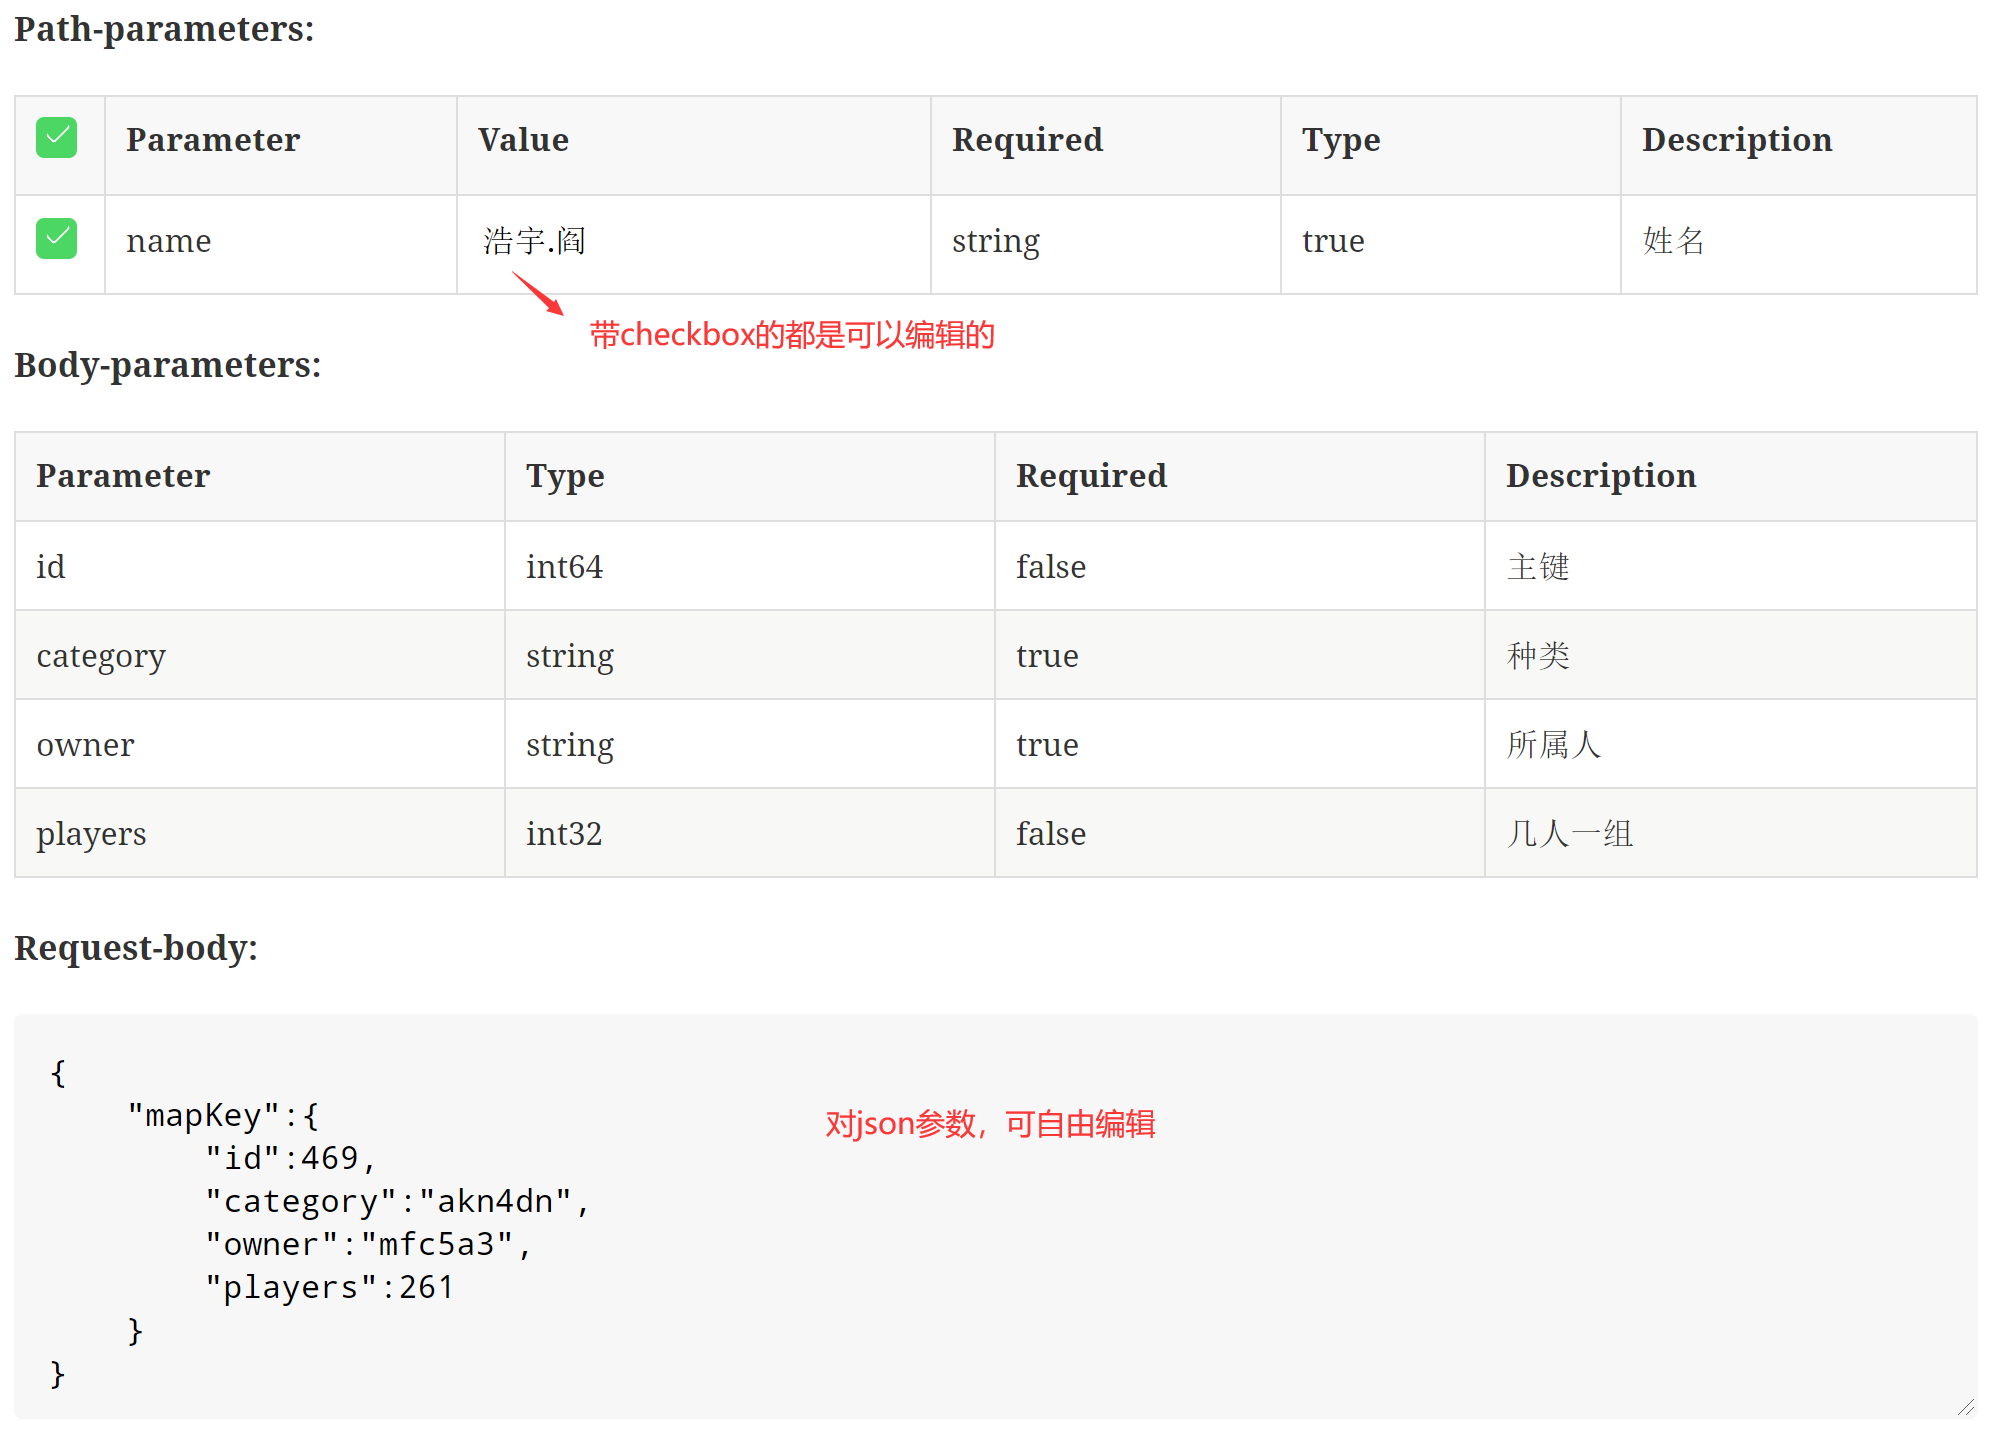 Path-parameters:
Parameter Value Required Type Description
name 浩宇.阎 string true 姓名
带checkbox的都是可以编辑的
Body-parameters:
Parameter Type Required Description
id int64 false 主键
category string true 种类
owner string true 所属人
players int32 false 几人一组
Request-body:
{
"mapKey":{
对json参数，可自由编辑
"id":469,
"category":"akn4dn",
"owner":"mfc5a3",
"players":261
}
}